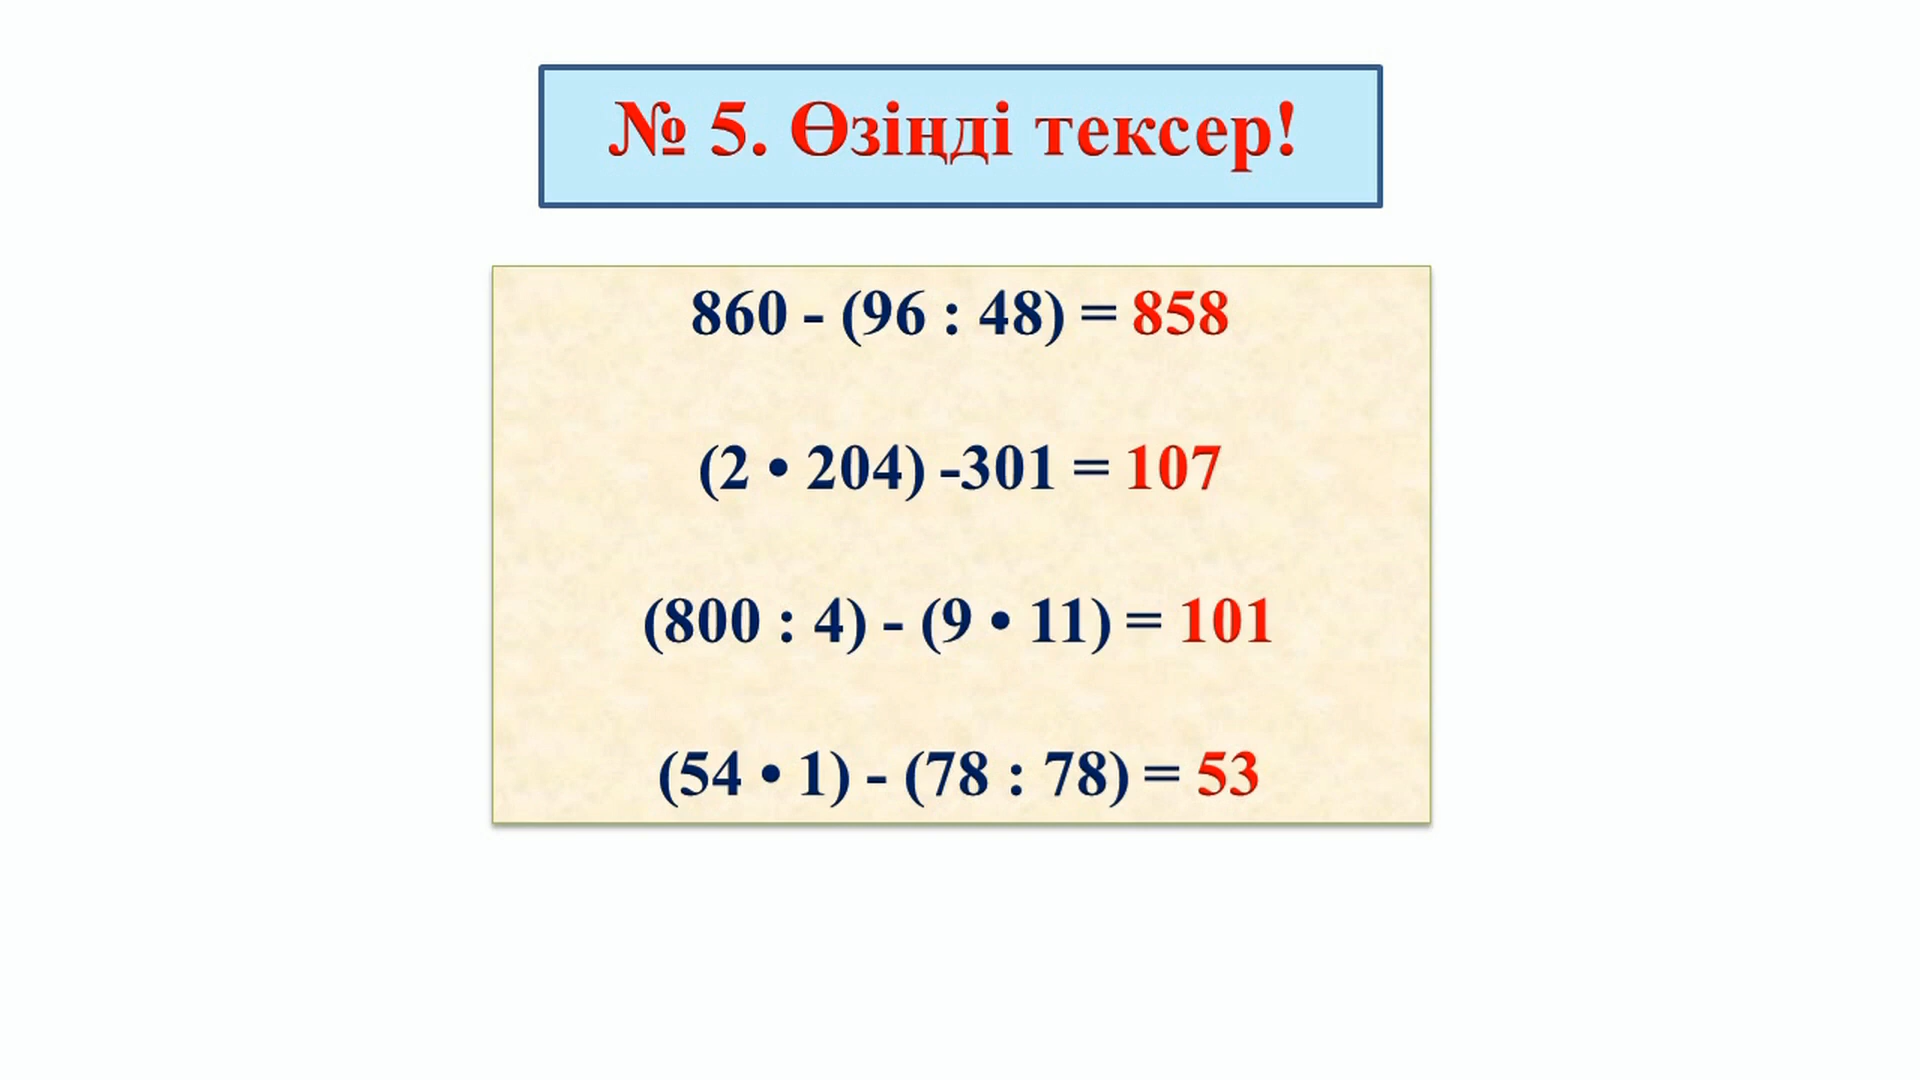 № 5. Өзіңді тексер!
860 - (96 : 48) = 858
(2 • 204) -301 = 107
(800 : 4) - (9 • 11) = 101
(54 • 1) - (78 : 78) = 53